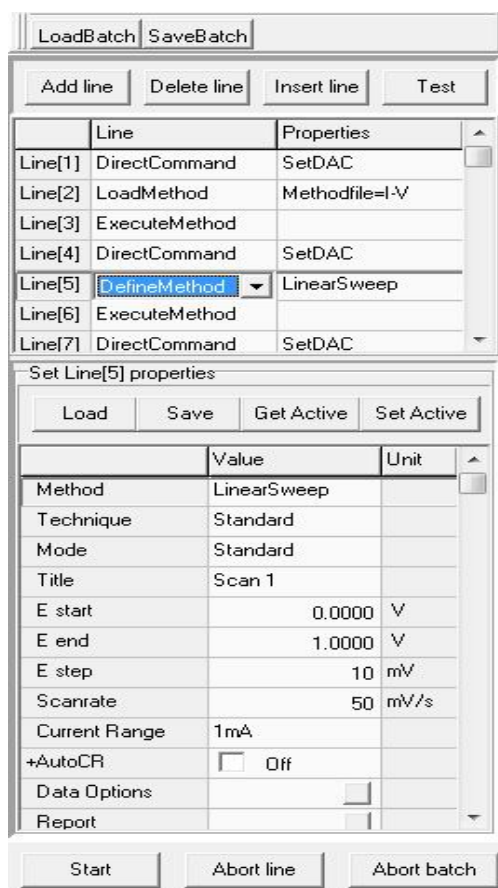 LoadBatch SaveBatch
Add line Delete line Insert line Test
Line Properties
Line[1] DirectCommand SetDAC
Line[2] LoadMethod Methodfile=I-V
Line[3] ExecuteMethod
Line[4] DirectCommand SetDAC
Line[5] DefineMethod LinearSweep
Line[6] ExecuteMethod
Line[7] DirectCommand SetDAC
Set Line[5] properties
Load Save Get Active Set Active
Value Unit
Method LinearSweep
Technique Standard
Mode Standard
Title Scan 1
E start 0.0000 V
E end 1.0000 V
E step 10 mV
Scanrate 50 mV/s
Current Range 1mA
+AutoCR Off
Data Options
Report
Start Abort line Abort batch